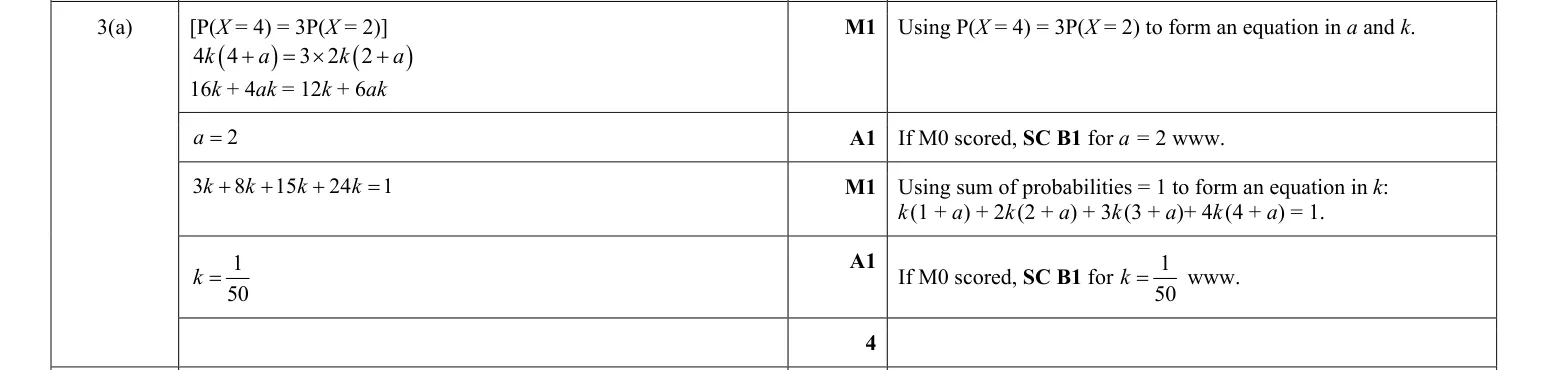 3(a)
[P(X = 4) = 3P(X = 2)]
4k(4 + a) = 3 × 2k(2 + a)
16k + 4ak = 12k + 6ak
M1
Using P(X = 4) = 3P(X = 2) to form an equation in a and k.
a = 2
A1
If M0 scored, SC B1 for a = 2 www.
3k + 8k + 15k + 24k = 1
M1
Using sum of probabilities = 1 to form an equation in k:
k(1 + a) + 2k(2 + a) + 3k(3 + a)+ 4k(4 + a) = 1.
k = 1/50
A1
If M0 scored, SC B1 for k = 1/50 www.
4